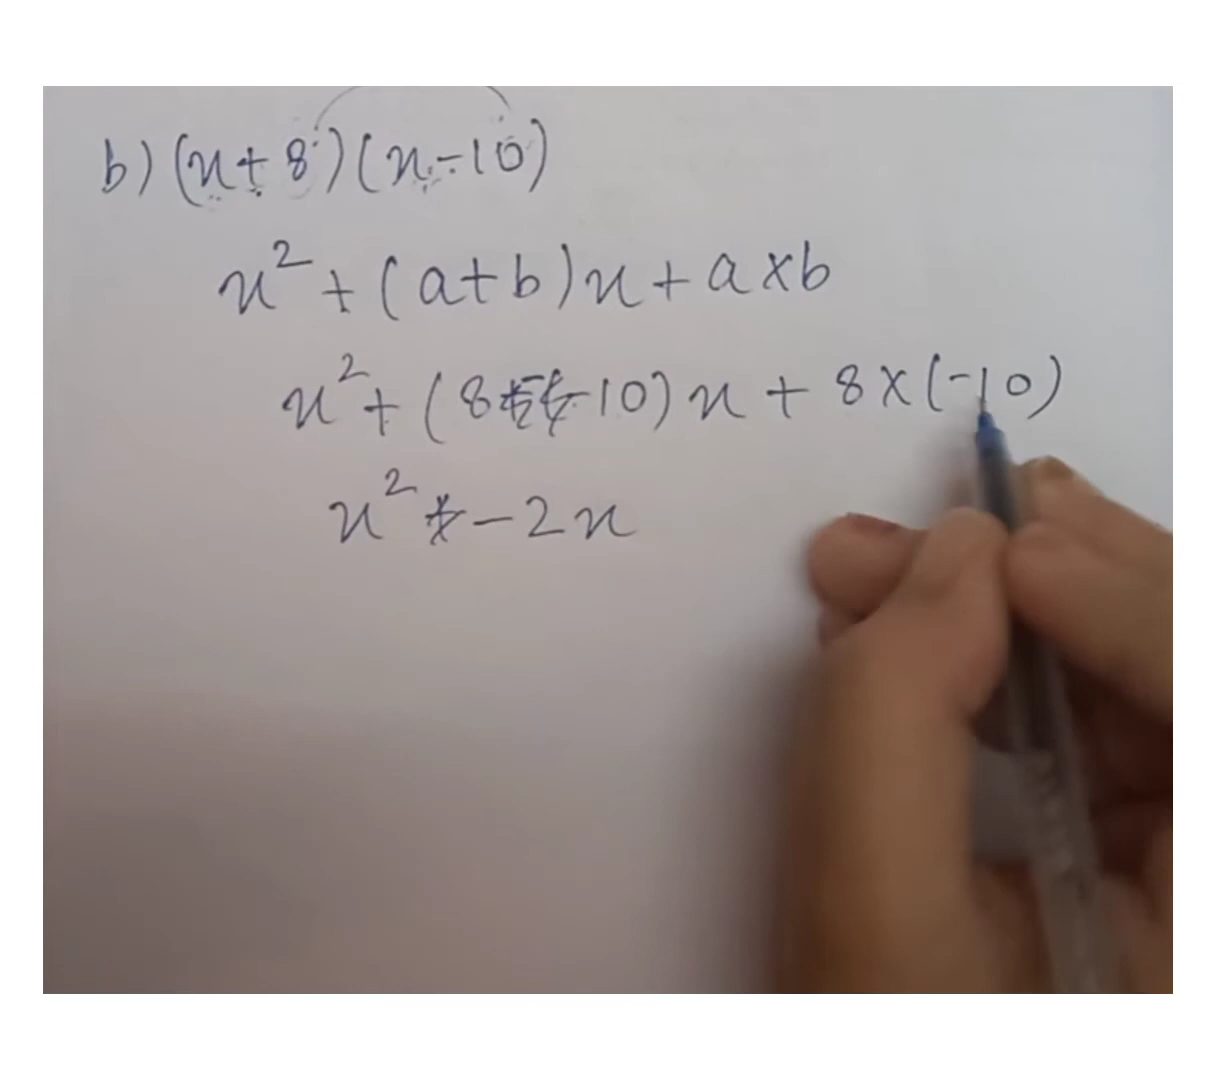 b) (x+8)(x-10)
x² + (a+b)x + a×b
x² + (8-10)x + 8×(-10)
x² - 2x